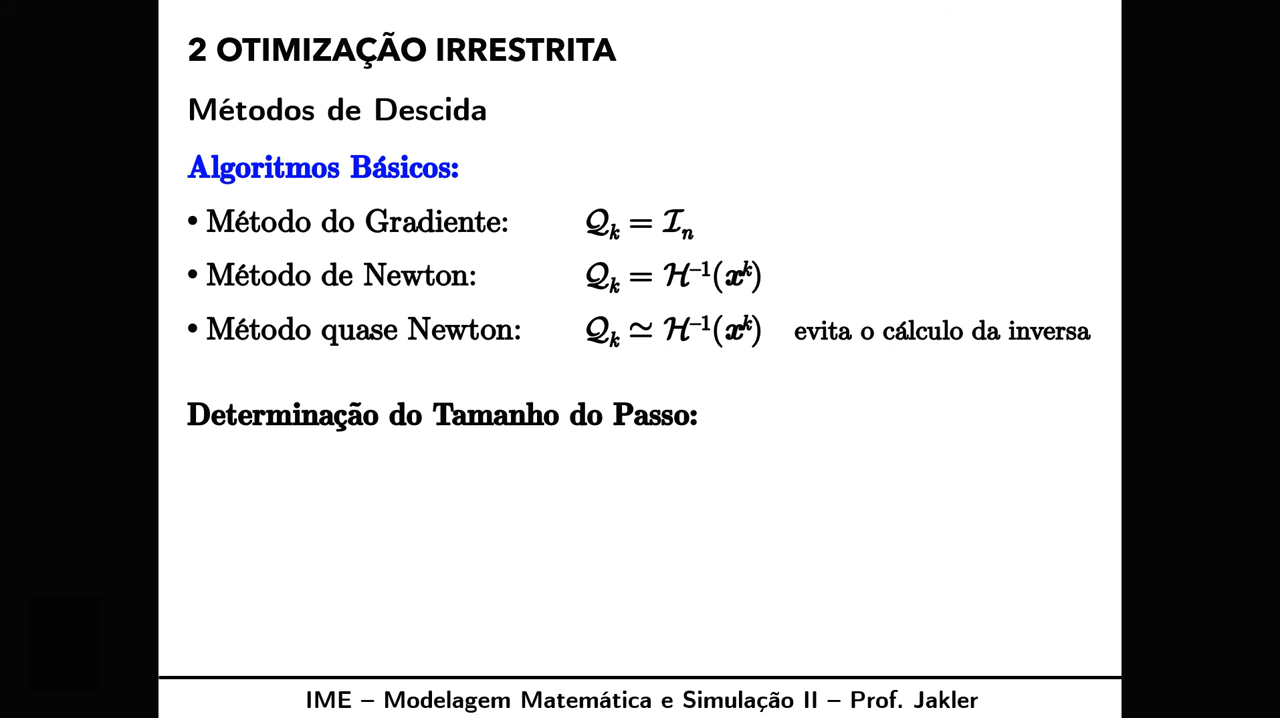 2 OTIMIZAÇÃO IRRESTRITA
Métodos de Descida
Algoritmos Básicos:
• Método do Gradiente: 𝒬ₖ = ℐₙ
• Método de Newton: 𝒬ₖ = ℋ⁻¹(𝒙ᵏ)
• Método quase Newton: 𝒬ₖ ≃ ℋ⁻¹(𝒙ᵏ) evita o cálculo da inversa
Determinação do Tamanho do Passo:
IME – Modelagem Matemática e Simulação II – Prof. Jakler